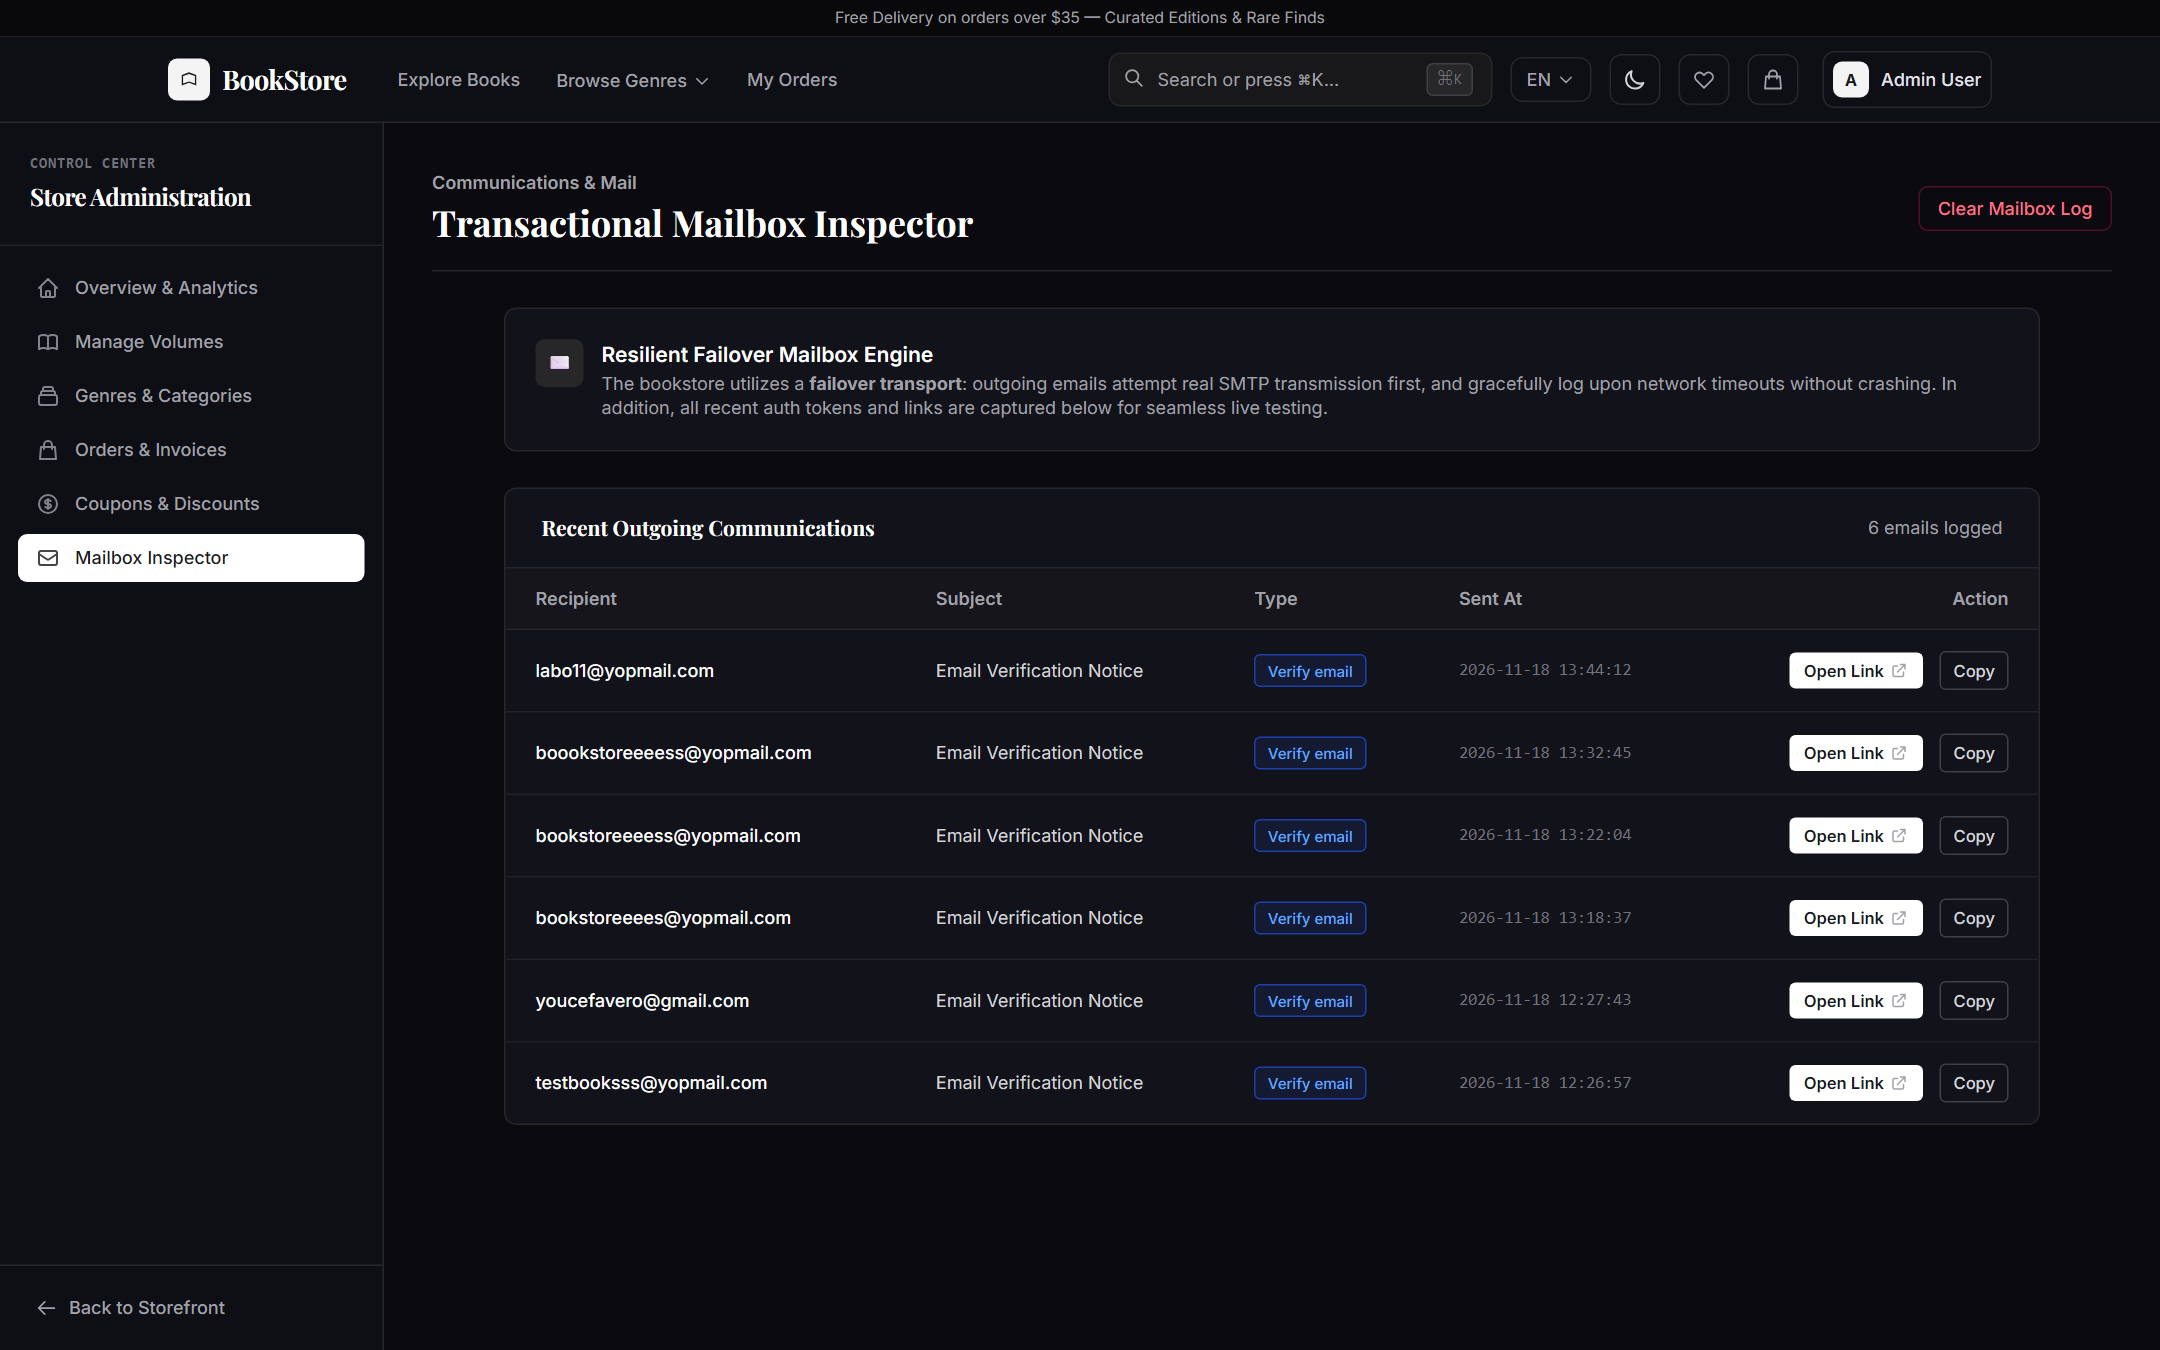 Free Delivery on orders over $35 — Curated Editions & Rare Finds
BookStore
Explore Books
Browse Genres
My Orders
Search or press ⌘K...
⌘K
EN
A
Admin User
CONTROL CENTER
Store Administration
Overview & Analytics
Manage Volumes
Genres & Categories
Orders & Invoices
Coupons & Discounts
Mailbox Inspector
Back to Storefront
Communications & Mail
Transactional Mailbox Inspector
Clear Mailbox Log
Resilient Failover Mailbox Engine
The bookstore utilizes a failover transport: outgoing emails attempt real SMTP transmission first, and gracefully log upon network timeouts without crashing. In
addition, all recent auth tokens and links are captured below for seamless live testing.
Recent Outgoing Communications
6 emails logged
Recipient Subject Type Sent At Action
labo11@yopmail.com Email Verification Notice Verify email 2026-11-18 13:44:12 Open Link Copy
boookstoreeeess@yopmail.com Email Verification Notice Verify email 2026-11-18 13:32:45 Open Link Copy
bookstoreeeess@yopmail.com Email Verification Notice Verify email 2026-11-18 13:22:04 Open Link Copy
bookstoreeees@yopmail.com Email Verification Notice Verify email 2026-11-18 13:18:37 Open Link Copy
youcefavero@gmail.com Email Verification Notice Verify email 2026-11-18 12:27:43 Open Link Copy
testbooksss@yopmail.com Email Verification Notice Verify email 2026-11-18 12:26:57 Open Link Copy